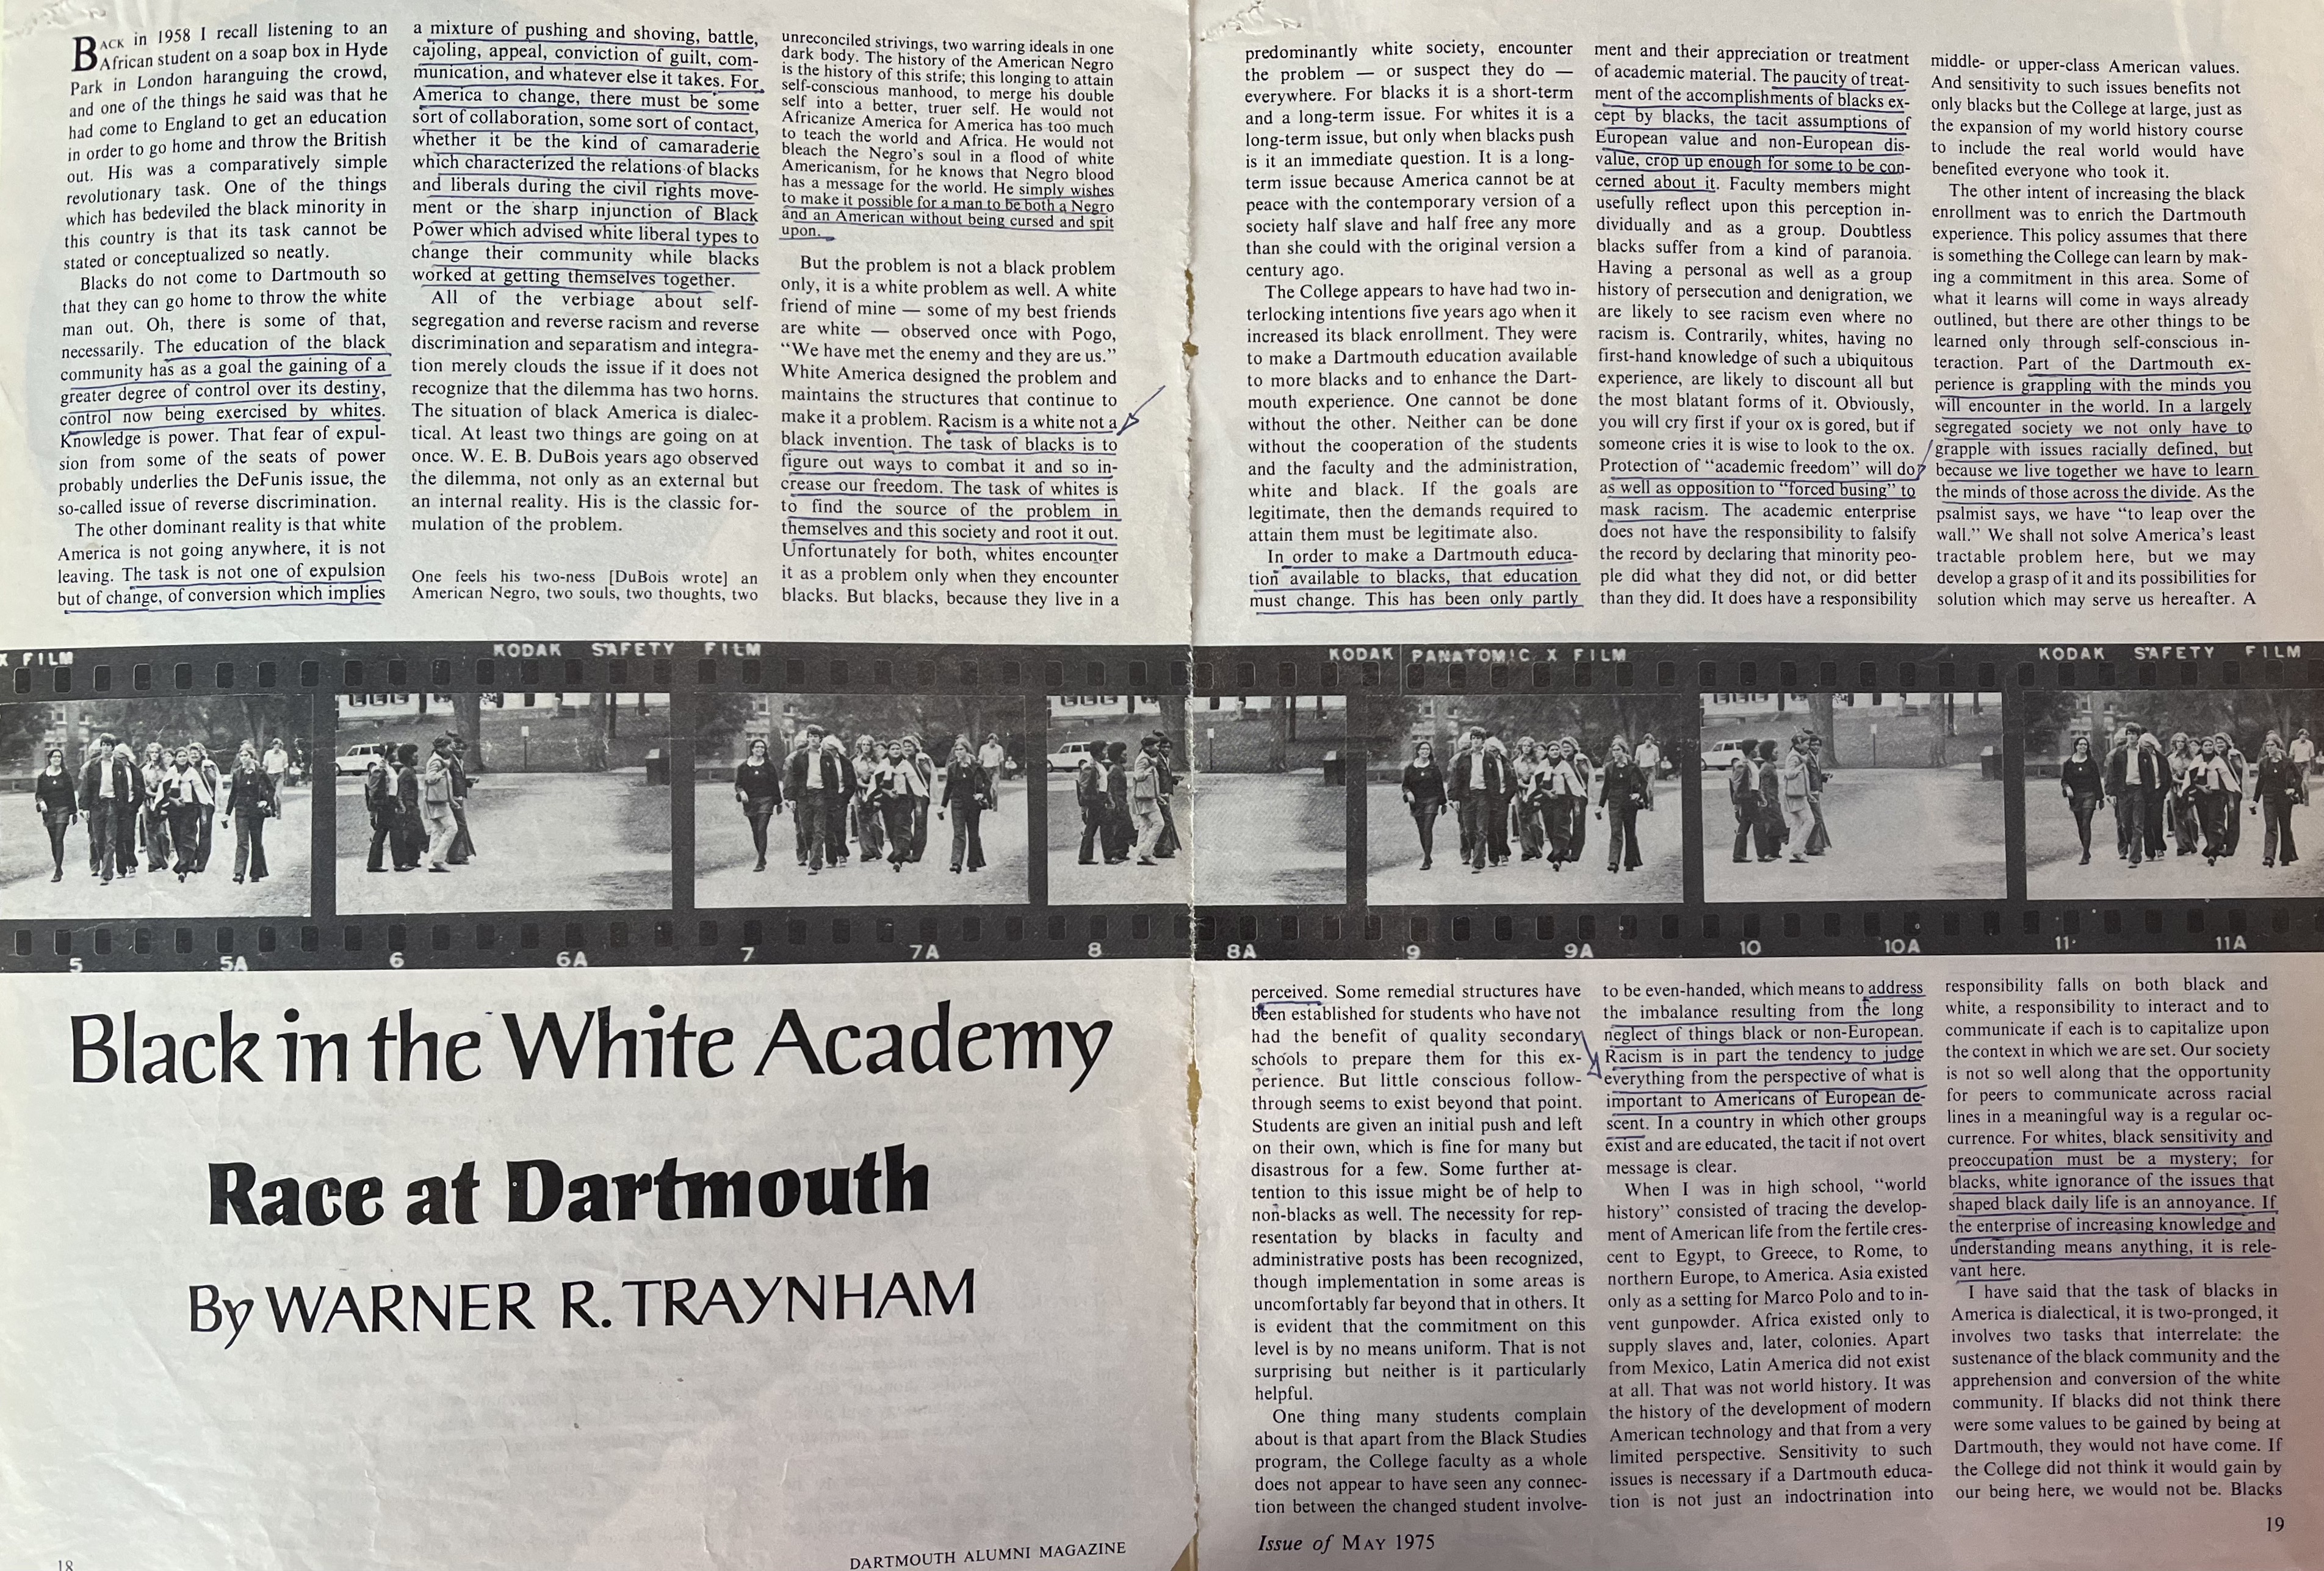 BACK in 1958 I recall listening to an
African student on a soap box in Hyde
Park in London haranguing the crowd,
and one of the things he said was that he
had come to England to get an education
in order to go home and throw the British
out. His was a comparatively simple
revolutionary task. One of the things
which has bedeviled the black minority in
this country is that its task cannot be
stated or conceptualized so neatly.
Blacks do not come to Dartmouth so
that they can go home to throw the white
man out. Oh, there is some of that,
necessarily. The education of the black
community has as a goal the gaining of a
greater degree of control over its destiny,
control now being exercised by whites.
Knowledge is power. That fear of expul-
sion from some of the seats of power
probably underlies the DeFunis issue, the
so-called issue of reverse discrimination.
The other dominant reality is that white
America is not going anywhere, it is not
leaving. The task is not one of expulsion
but of change, of conversion which implies
a mixture of pushing and shoving, battle,
cajoling, appeal, conviction of guilt, com-
munication, and whatever else it takes. For
America to change, there must be some
sort of collaboration, some sort of contact,
whether it be the kind of camaraderie
which characterized the relations of blacks
and liberals during the civil rights move-
ment or the sharp injunction of Black
Power which advised white liberal types to
change their community while blacks
worked at getting themselves together.
All of the verbiage about self-
segregation and reverse racism and reverse
discrimination and separatism and integra-
tion merely clouds the issue if it does not
recognize that the dilemma has two horns.
The situation of black America is dialec-
tical. At least two things are going on at
once. W. E. B. DuBois years ago observed
the dilemma, not only as an external but
an internal reality. His is the classic for-
mulation of the problem.
One feels his two-ness [DuBois wrote] an
American Negro, two souls, two thoughts, two
unreconciled strivings, two warring ideals in one
dark body. The history of the American Negro
is the history of this strife; this longing to attain
self-conscious manhood, to merge his double
self into a better, truer self. He would not
Africanize America for America has too much
to teach the world and Africa. He would not
bleach the Negro's soul in a flood of white
Americanism, for he knows that Negro blood
has a message for the world. He simply wishes
to make it possible for a man to be both a Negro
and an American without being cursed and spit
upon.
But the problem is not a black problem
only, it is a white problem as well. A white
friend of mine — some of my best friends
are white — observed once with Pogo,
“We have met the enemy and they are us.”
White America designed the problem and
maintains the structures that continue to
make it a problem. Racism is a white not a
black invention. The task of blacks is to
figure out ways to combat it and so in-
crease our freedom. The task of whites is
to find the source of the problem in
themselves and this society and root it out.
Unfortunately for both, whites encounter
it as a problem only when they encounter
blacks. But blacks, because they live in a
predominantly white society, encounter
the problem — or suspect they do —
everywhere. For blacks it is a short-term
and a long-term issue. For whites it is a
long-term issue, but only when blacks push
is it an immediate question. It is a long-
term issue because America cannot be at
peace with the contemporary version of a
society half slave and half free any more
than she could with the original version a
century ago.
The College appears to have had two in-
terlocking intentions five years ago when it
increased its black enrollment. They were
to make a Dartmouth education available
to more blacks and to enhance the Dart-
mouth experience. One cannot be done
without the other. Neither can be done
without the cooperation of the students
and the faculty and the administration,
white and black. If the goals are
legitimate, then the demands required to
attain them must be legitimate also.
In order to make a Dartmouth educa-
tion available to blacks, that education
must change. This has been only partly
ment and their appreciation or treatment
of academic material. The paucity of treat-
ment of the accomplishments of blacks ex-
cept by blacks, the tacit assumptions of
European value and non-European dis-
value, crop up enough for some to be con-
cerned about it. Faculty members might
usefully reflect upon this perception in-
dividually and as a group. Doubtless
blacks suffer from a kind of paranoia.
Having a personal as well as a group
history of persecution and denigration, we
are likely to see racism even where no
racism is. Contrarily, whites, having no
first-hand knowledge of such a ubiquitous
experience, are likely to discount all but
the most blatant forms of it. Obviously,
you will cry first if your ox is gored, but if
someone cries it is wise to look to the ox.
Protection of “academic freedom” will do
as well as opposition to “forced busing” to
mask racism. The academic enterprise
does not have the responsibility to falsify
the record by declaring that minority peo-
ple did what they did not, or did better
than they did. It does have a responsibility
middle- or upper-class American values.
And sensitivity to such issues benefits not
only blacks but the College at large, just as
the expansion of my world history course
to include the real world would have
benefited everyone who took it.
The other intent of increasing the black
enrollment was to enrich the Dartmouth
experience. This policy assumes that there
is something the College can learn by mak-
ing a commitment in this area. Some of
what it learns will come in ways already
outlined, but there are other things to be
learned only through self-conscious in-
teraction. Part of the Dartmouth ex-
perience is grappling with the minds you
will encounter in the world. In a largely
segregated society we not only have to
grapple with issues racially defined, but
because we live together we have to learn
the minds of those across the divide. As the
psalmist says, we have “to leap over the
wall.” We shall not solve America's least
tractable problem here, but we may
develop a grasp of it and its possibilities for
solution which may serve us hereafter. A
X FILM
KODAK SAFETY FILM
KODAK PANATOMIC X FILM
KODAK SAFETY FILM
5 5A 6 6A 7 7A 8 8A 9 9A 10 10A 11 11A
Black in the White Academy
Race at Dartmouth
By WARNER R. TRAYNHAM
18
DARTMOUTH ALUMNI MAGAZINE
perceived. Some remedial structures have
been established for students who have not
had the benefit of quality secondary
schools to prepare them for this ex-
perience. But little conscious follow-
through seems to exist beyond that point.
Students are given an initial push and left
on their own, which is fine for many but
disastrous for a few. Some further at-
tention to this issue might be of help to
non-blacks as well. The necessity for rep-
resentation by blacks in faculty and
administrative posts has been recognized,
though implementation in some areas is
uncomfortably far beyond that in others. It
is evident that the commitment on this
level is by no means uniform. That is not
surprising but neither is it particularly
helpful.
One thing many students complain
about is that apart from the Black Studies
program, the College faculty as a whole
does not appear to have seen any connec-
tion between the changed student involve-
to be even-handed, which means to address
the imbalance resulting from the long
neglect of things black or non-European.
Racism is in part the tendency to judge
everything from the perspective of what is
important to Americans of European de-
scent. In a country in which other groups
exist and are educated, the tacit if not overt
message is clear.
When I was in high school, “world
history” consisted of tracing the develop-
ment of American life from the fertile cres-
cent to Egypt, to Greece, to Rome, to
northern Europe, to America. Asia existed
only as a setting for Marco Polo and to in-
vent gunpowder. Africa existed only to
supply slaves and, later, colonies. Apart
from Mexico, Latin America did not exist
at all. That was not world history. It was
the history of the development of modern
American technology and that from a very
limited perspective. Sensitivity to such
issues is necessary if a Dartmouth educa-
tion is not just an indoctrination into
responsibility falls on both black and
white, a responsibility to interact and to
communicate if each is to capitalize upon
the context in which we are set. Our society
is not so well along that the opportunity
for peers to communicate across racial
lines in a meaningful way is a regular oc-
currence. For whites, black sensitivity and
preoccupation must be a mystery; for
blacks, white ignorance of the issues that
shaped black daily life is an annoyance. If
the enterprise of increasing knowledge and
understanding means anything, it is rele-
vant here.
I have said that the task of blacks in
America is dialectical, it is two-pronged, it
involves two tasks that interrelate: the
sustenance of the black community and the
apprehension and conversion of the white
community. If blacks did not think there
were some values to be gained by being at
Dartmouth, they would not have come. If
the College did not think it would gain by
our being here, we would not be. Blacks
Issue of MAY 1975
19